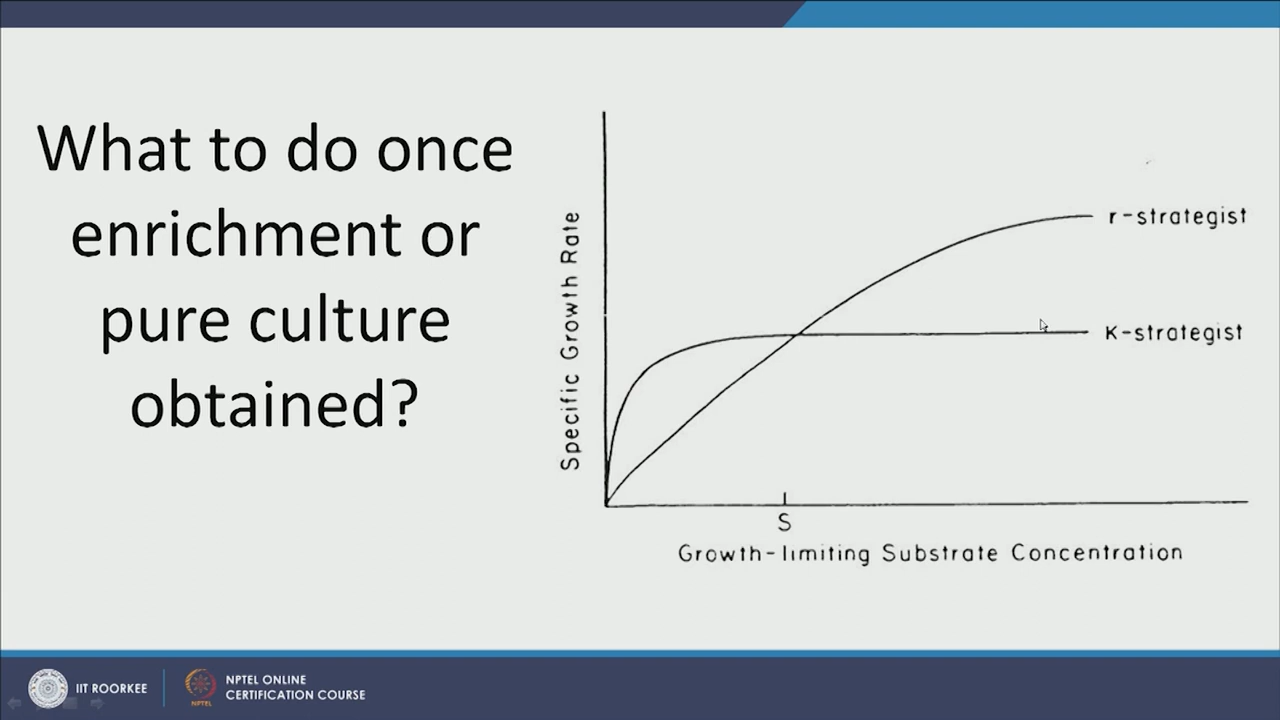 What to do once
enrichment or
pure culture
obtained?
Specific Growth Rate
r-strategist
K-strategist
S
Growth-limiting Substrate Concentration
IIT ROORKEE
NPTEL
NPTEL ONLINE
CERTIFICATION COURSE